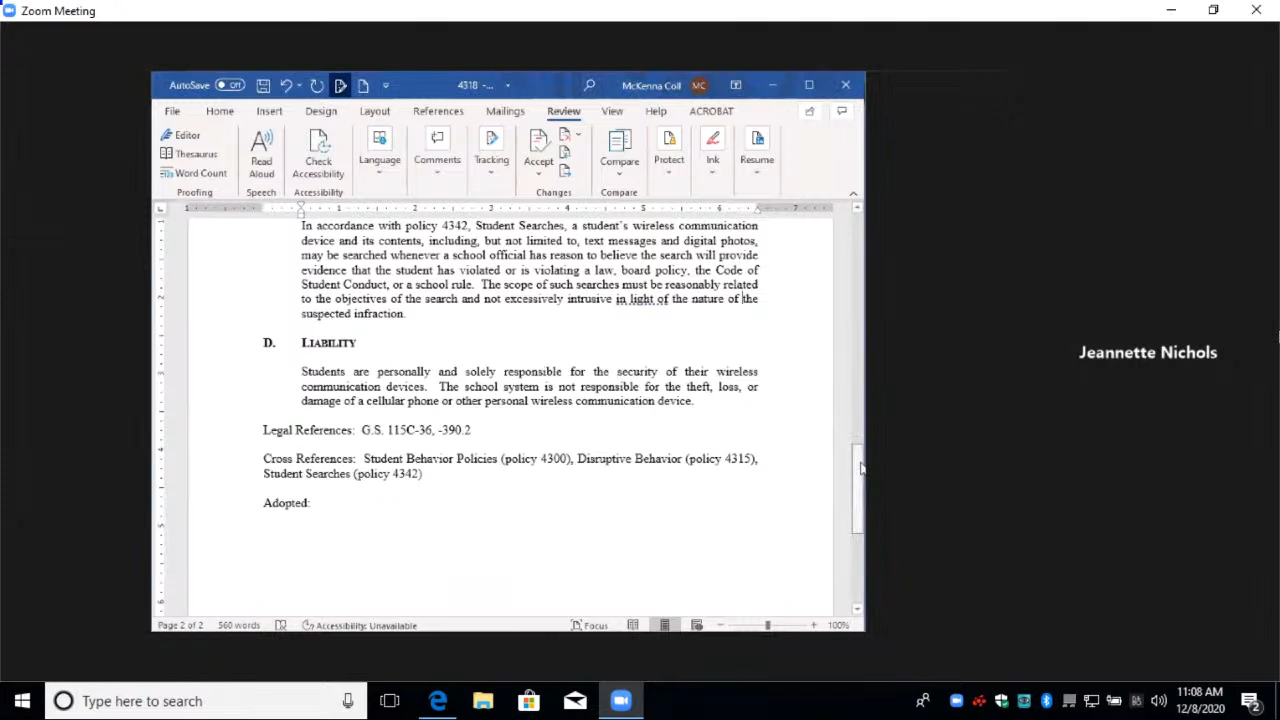 Zoom Meeting
AutoSave Off 4318 -... McKenna Coll MC
File Home Insert Design Layout References Mailings Review View Help ACROBAT
Editor
Thesaurus
Word Count
Proofing
Read Aloud
Speech
Check Accessibility
Accessibility
Language
Comments
Tracking
Accept
Changes
Compare
Compare
Protect
Ink
Resume
1 1 2 3 4 5 6 7
In accordance with policy 4342, Student Searches, a student's wireless communication
device and its contents, including, but not limited to, text messages and digital photos,
may be searched whenever a school official has reason to believe the search will provide
evidence that the student has violated or is violating a law, board policy, the Code of
Student Conduct, or a school rule. The scope of such searches must be reasonably related
to the objectives of the search and not excessively intrusive in light of the nature of the
suspected infraction.
D. LIABILITY
Students are personally and solely responsible for the security of their wireless
communication devices. The school system is not responsible for the theft, loss, or
damage of a cellular phone or other personal wireless communication device.
Legal References: G.S. 115C-36, -390.2
Cross References: Student Behavior Policies (policy 4300), Disruptive Behavior (policy 4315),
Student Searches (policy 4342)
Adopted:
Page 2 of 2 560 words Accessibility: Unavailable Focus 100%
Jeannette Nichols
Type here to search
11:08 AM
12/8/2020
2